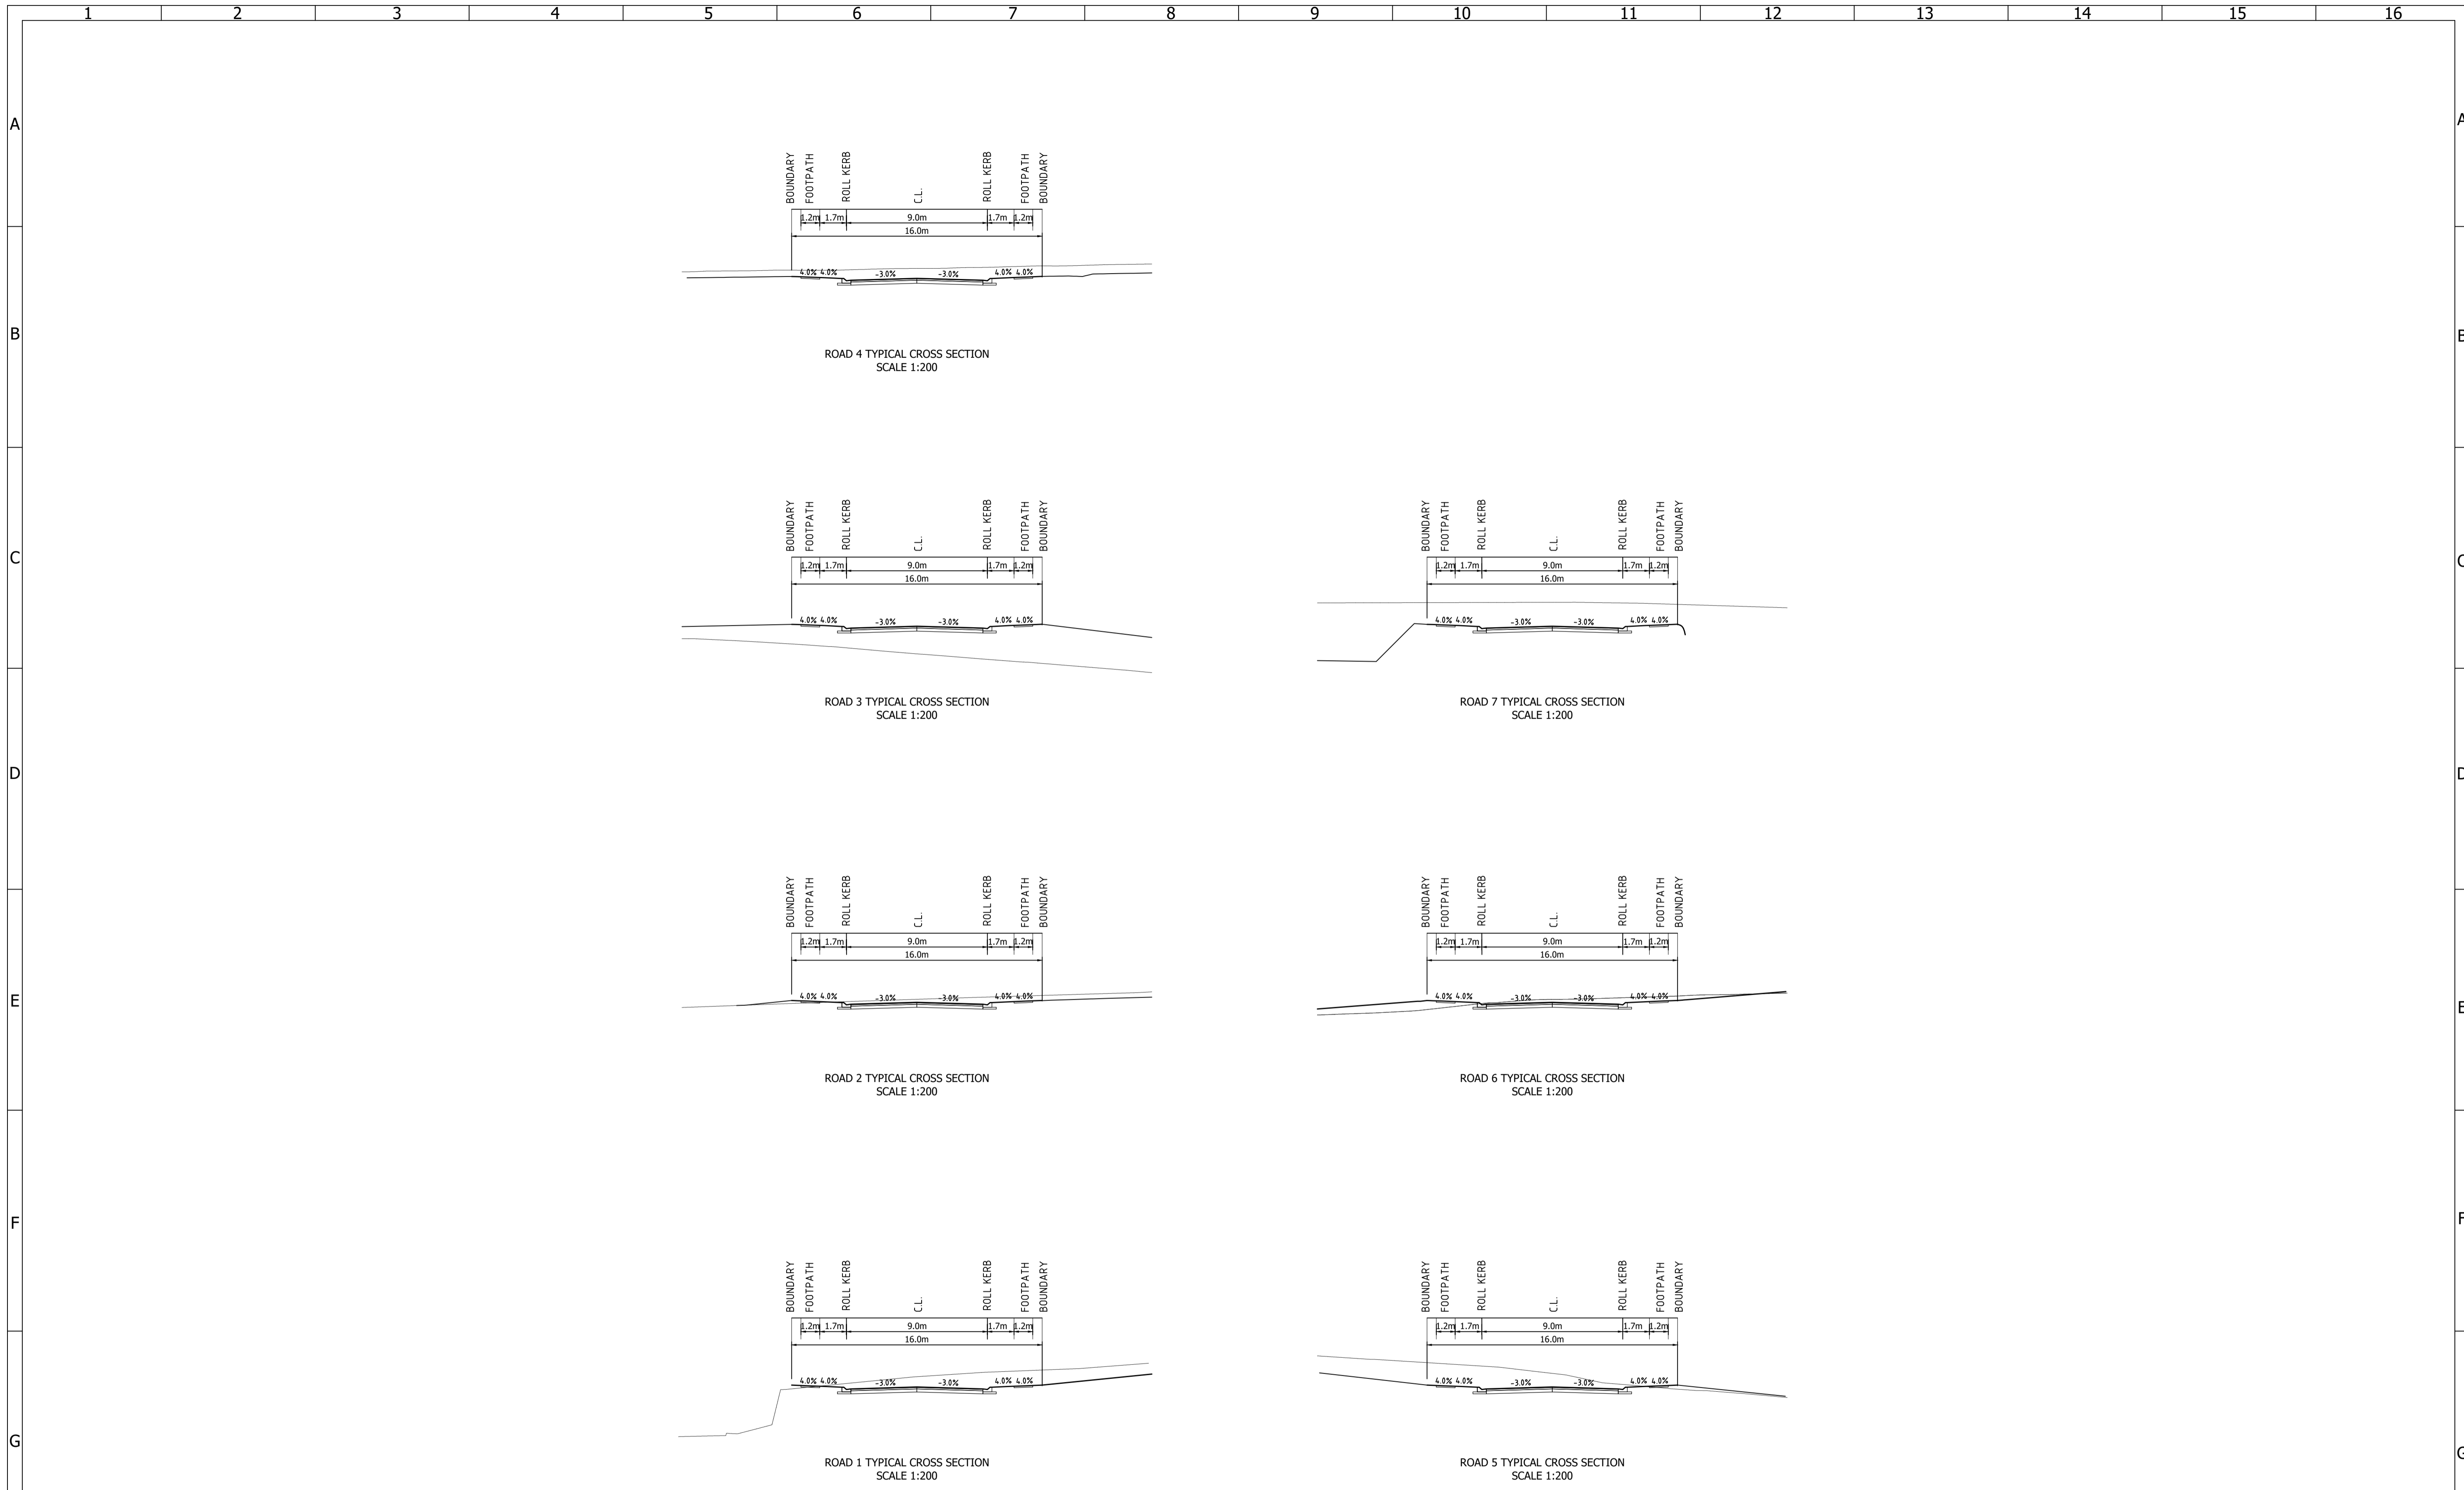 1 2 3 4 5 6 7 8 9 10 11 12 13 14 15 16
A A
BOUNDARY FOOTPATH ROLL KERB C.L. ROLL KERB FOOTPATH BOUNDARY
1.2m 1.7m 9.0m 1.7m 1.2m
16.0m
4.0% 4.0% -3.0% -3.0% 4.0% 4.0%
B B
ROAD 4 TYPICAL CROSS SECTION
SCALE 1:200
BOUNDARY FOOTPATH ROLL KERB C.L. ROLL KERB FOOTPATH BOUNDARY
C
1.2m 1.7m 9.0m 1.7m 1.2m
16.0m
4.0% 4.0% -3.0% -3.0% 4.0% 4.0%
ROAD 3 TYPICAL CROSS SECTION
SCALE 1:200
BOUNDARY FOOTPATH ROLL KERB C.L. ROLL KERB FOOTPATH BOUNDARY
C
1.2m 1.7m 9.0m 1.7m 1.2m
16.0m
4.0% 4.0% -3.0% -3.0% 4.0% 4.0%
ROAD 7 TYPICAL CROSS SECTION
SCALE 1:200
D D
BOUNDARY FOOTPATH ROLL KERB C.L. ROLL KERB FOOTPATH BOUNDARY
1.2m 1.7m 9.0m 1.7m 1.2m
16.0m
E
4.0% 4.0% -3.0% -3.0% 4.0% 4.0%
ROAD 2 TYPICAL CROSS SECTION
SCALE 1:200
BOUNDARY FOOTPATH ROLL KERB C.L. ROLL KERB FOOTPATH BOUNDARY
1.2m 1.7m 9.0m 1.7m 1.2m
16.0m
4.0% 4.0% -3.0% -3.0% 4.0% 4.0%
E
ROAD 6 TYPICAL CROSS SECTION
SCALE 1:200
F F
BOUNDARY FOOTPATH ROLL KERB C.L. ROLL KERB FOOTPATH BOUNDARY
1.2m 1.7m 9.0m 1.7m 1.2m
16.0m
4.0% 4.0% -3.0% -3.0% 4.0% 4.0%
G
ROAD 1 TYPICAL CROSS SECTION
SCALE 1:200
BOUNDARY FOOTPATH ROLL KERB C.L. ROLL KERB FOOTPATH BOUNDARY
1.2m 1.7m 9.0m 1.7m 1.2m
16.0m
4.0% 4.0% -3.0% -3.0% 4.0% 4.0%
G
ROAD 5 TYPICAL CROSS SECTION
SCALE 1:200